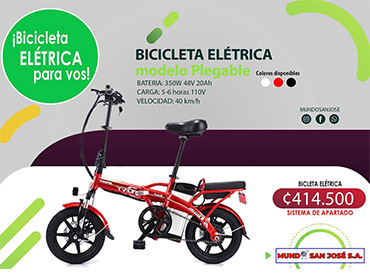 ¡Bicicleta
ELÉTRICA
para vos!
BICICLETA ELÉTRICA
modelo Plegable
Colores disponibles
BATERIA: 350W 48V 20Ah
CARGA: 5-6 horas 110V
VELOCIDAD: 40 km/h
MUNDOSANJOSE
BICLETA ELÉTRICA
₡414.500
SISTEMA DE APARTADO
MUNDO SAN JOSÉ S.A.